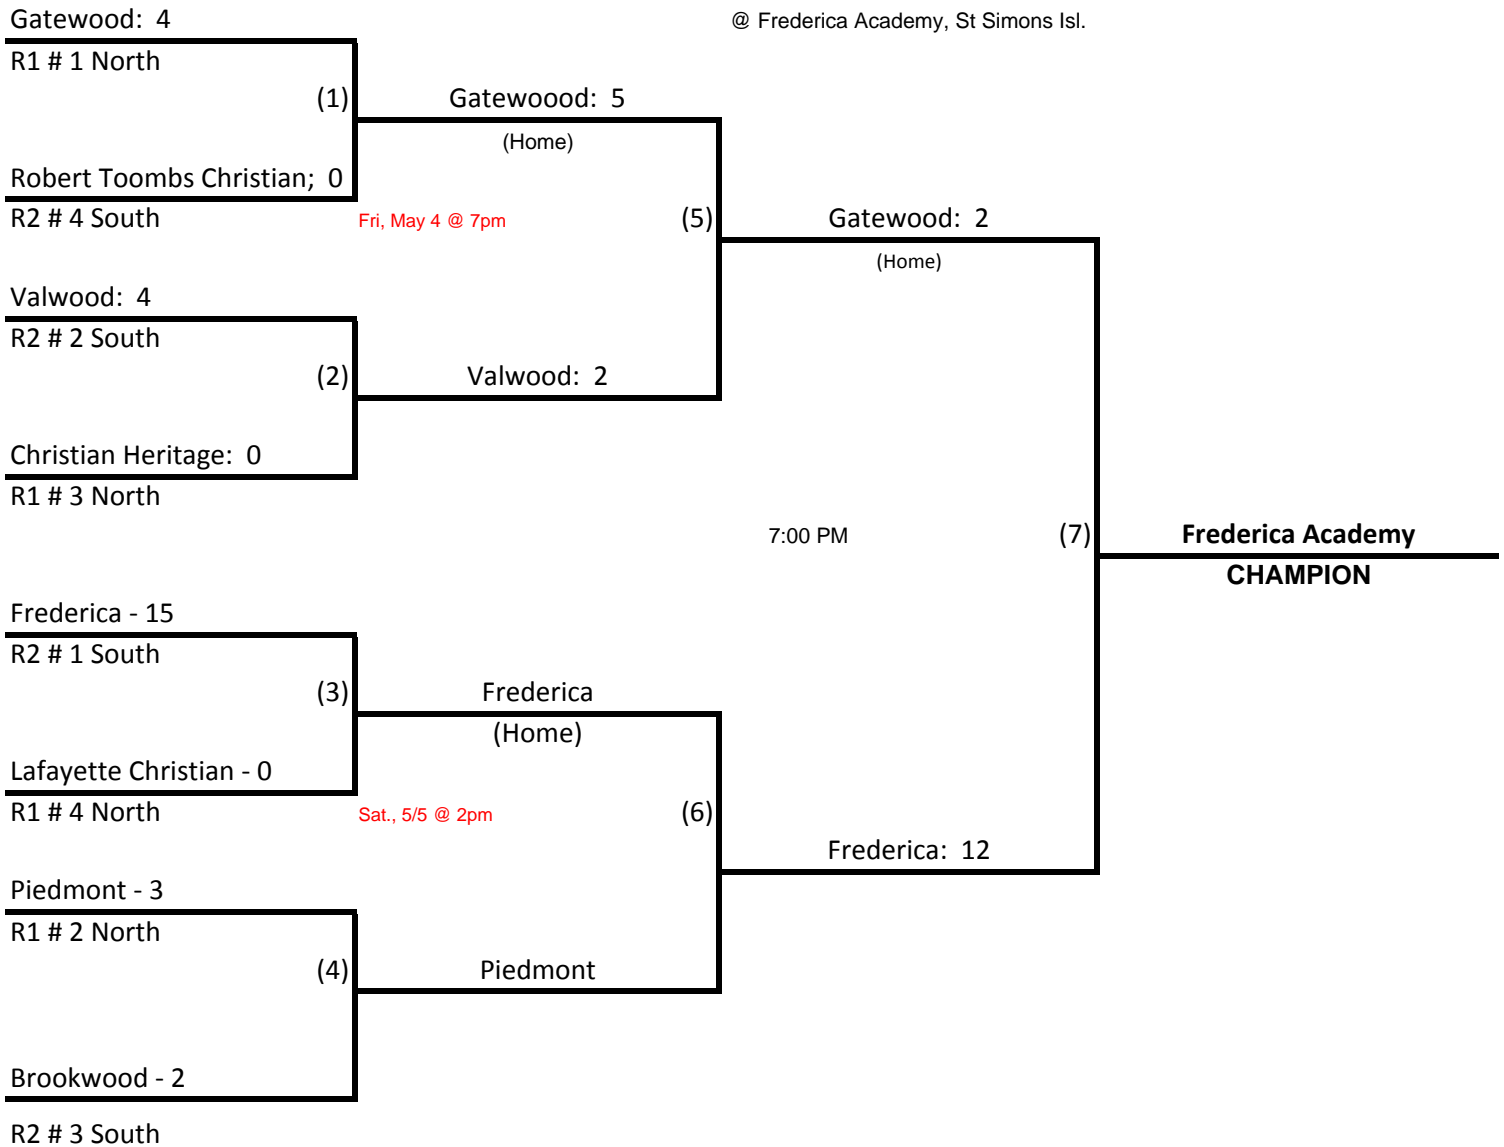 Gatewood:  4
@ Frederica Academy, St Simons Isl.
R1 # 1 North
(1)
Gatewoood:  5
(Home)
Robert Toombs Christian;  0
R2 # 4 South
Fri, May 4 @ 7pm
(5)
Gatewood:  2
(Home)
Valwood:  4
R2 # 2 South
(2)
Valwood:  2
Christian Heritage:  0
R1 # 3 North
7:00 PM
(7)
Frederica Academy
CHAMPION
Frederica - 15
R2 # 1 South
(3)
Frederica
(Home)
Lafayette Christian - 0
R1 # 4 North
Sat., 5/5 @ 2pm
(6)
Frederica:  12
Piedmont - 3
R1 # 2 North
(4)
Piedmont
Brookwood - 2
R2 # 3 South